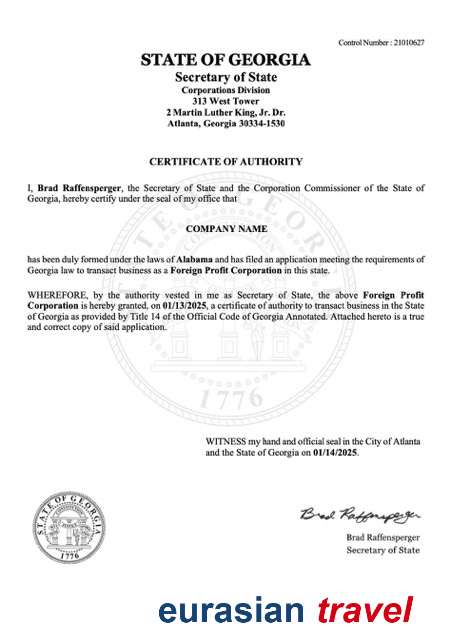 Control Number : 21010627
STATE OF GEORGIA
Secretary of State
Corporations Division
313 West Tower
2 Martin Luther King, Jr. Dr.
Atlanta, Georgia 30334-1530
CERTIFICATE OF AUTHORITY
I, Brad Raffensperger, the Secretary of State and the Corporation Commissioner of the State of
Georgia, hereby certify under the seal of my office that
COMPANY NAME
has been duly formed under the laws of Alabama and has filed an application meeting the requirements of
Georgia law to transact business as a Foreign Profit Corporation in this state.
WHEREFORE, by the authority vested in me as Secretary of State, the above Foreign Profit
Corporation is hereby granted, on 01/13/2025, a certificate of authority to transact business in the State
of Georgia as provided by Title 14 of the Official Code of Georgia Annotated. Attached hereto is a true
and correct copy of said application.
STATE OF GEORGIA
1776
WITNESS my hand and official seal in the City of Atlanta
and the State of Georgia on 01/14/2025.
STATE OF GEORGIA
1776
Brad Raffensperger
Brad Raffensperger
Secretary of State
eurasian travel